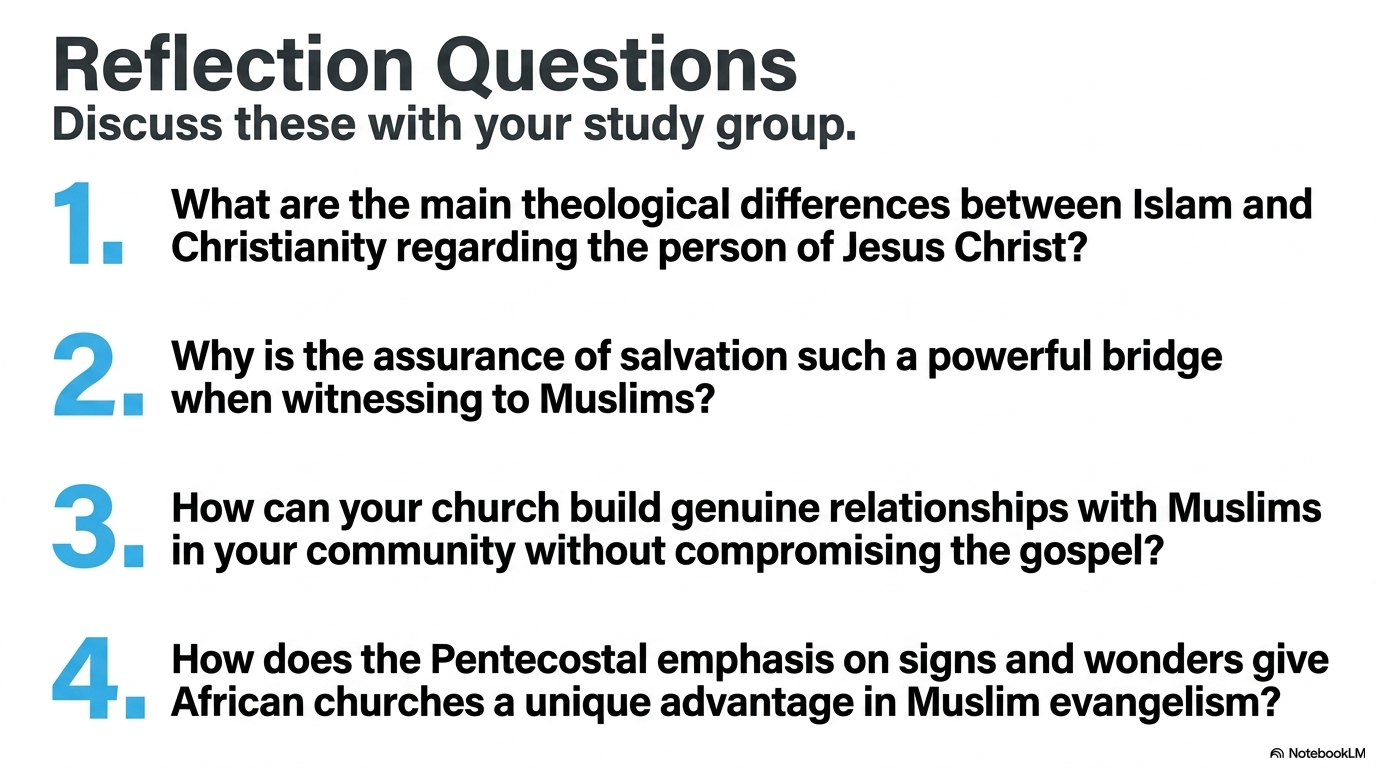 Reflection Questions
Discuss these with your study group.
1. What are the main theological differences between Islam and
Christianity regarding the person of Jesus Christ?
2. Why is the assurance of salvation such a powerful bridge
when witnessing to Muslims?
3. How can your church build genuine relationships with Muslims
in your community without compromising the gospel?
4. How does the Pentecostal emphasis on signs and wonders give
African churches a unique advantage in Muslim evangelism?
NotebookLM